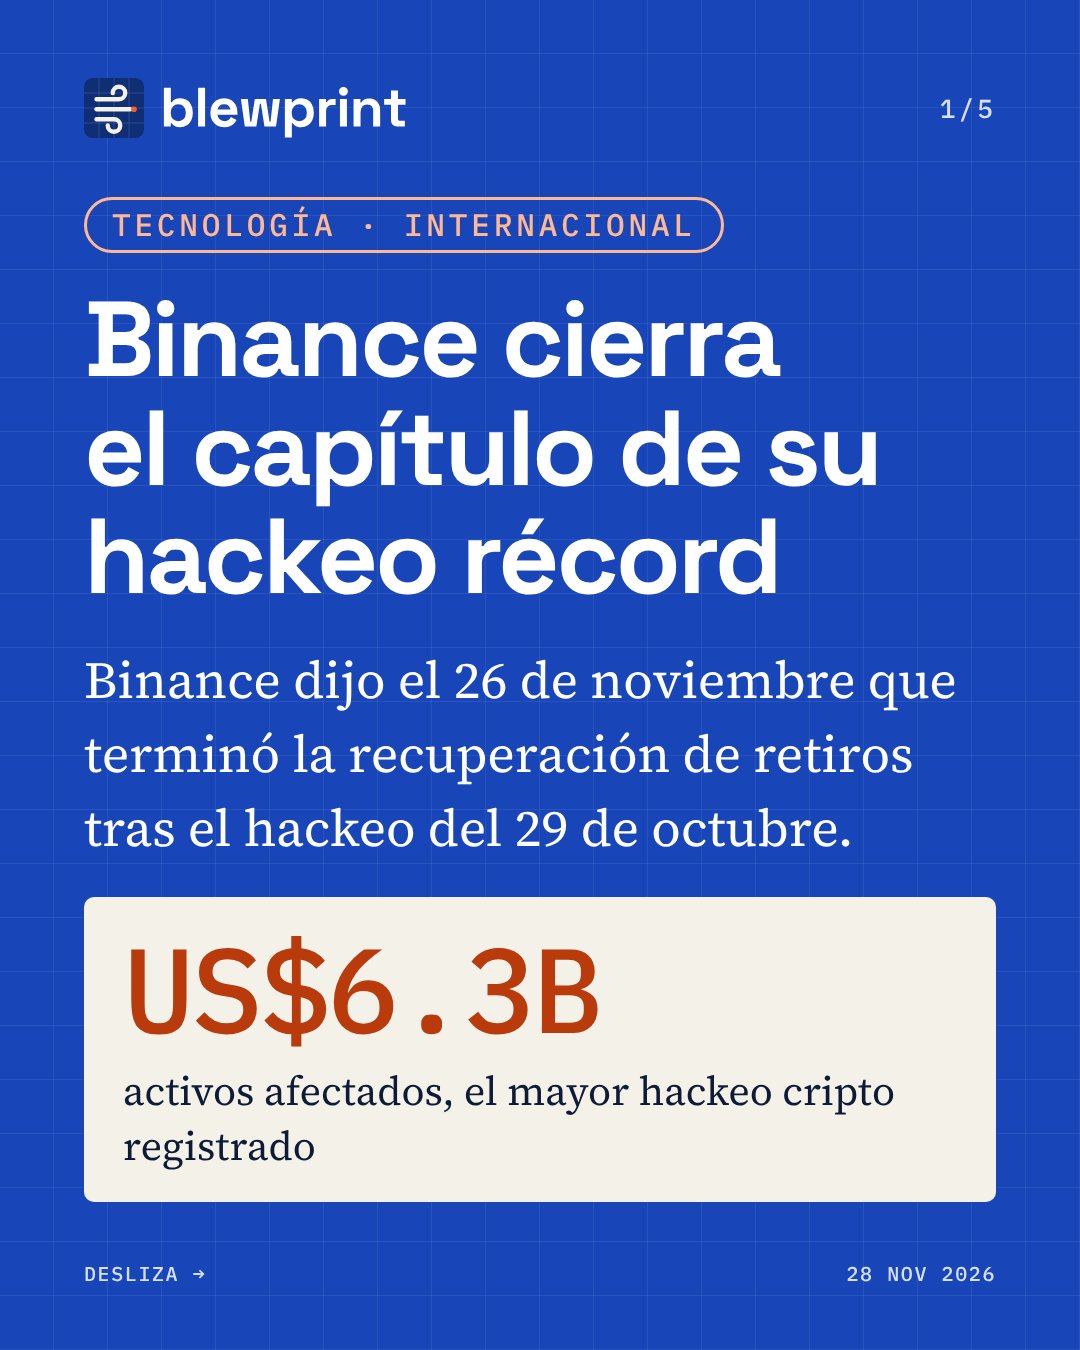 blewprint
1/5
TECNOLOGÍA · INTERNACIONAL
Binance cierra
el capítulo de su
hackeo récord
Binance dijo el 26 de noviembre que
terminó la recuperación de retiros
tras el hackeo del 29 de octubre.
US$6.3B
activos afectados, el mayor hackeo cripto
registrado
DESLIZA →
28 NOV 2026